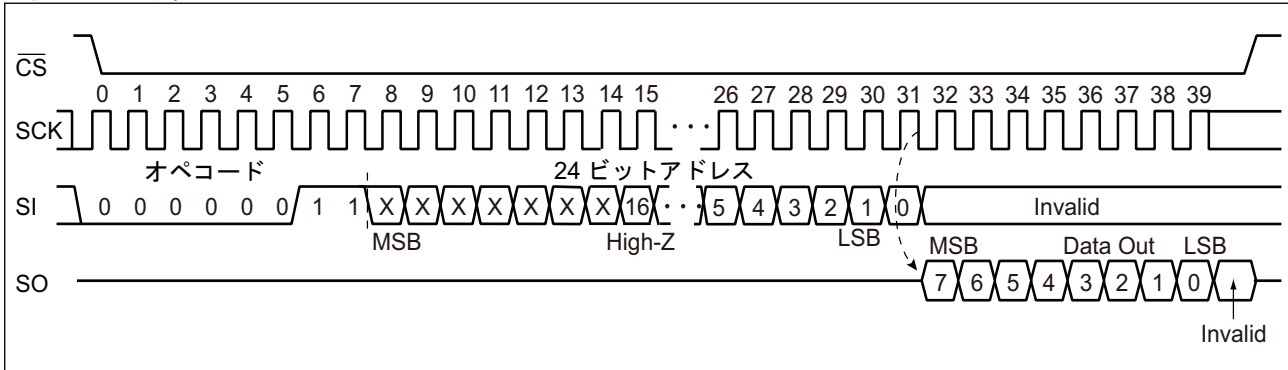 CS
0 1 2 3 4 5 6 7 8 9 10 11 12 13 14 15 26 27 28 29 30 31 32 33 34 35 36 37 38 39
SCK ···
オペコード 24 ビットアドレス
SI 0 0 0 0 0 0 1 1 X X X X X X X 16 ··· 5 4 3 2 1 0 Invalid
MSB High-Z LSB MSB Data Out LSB
SO 7 6 5 4 3 2 1 0
Invalid